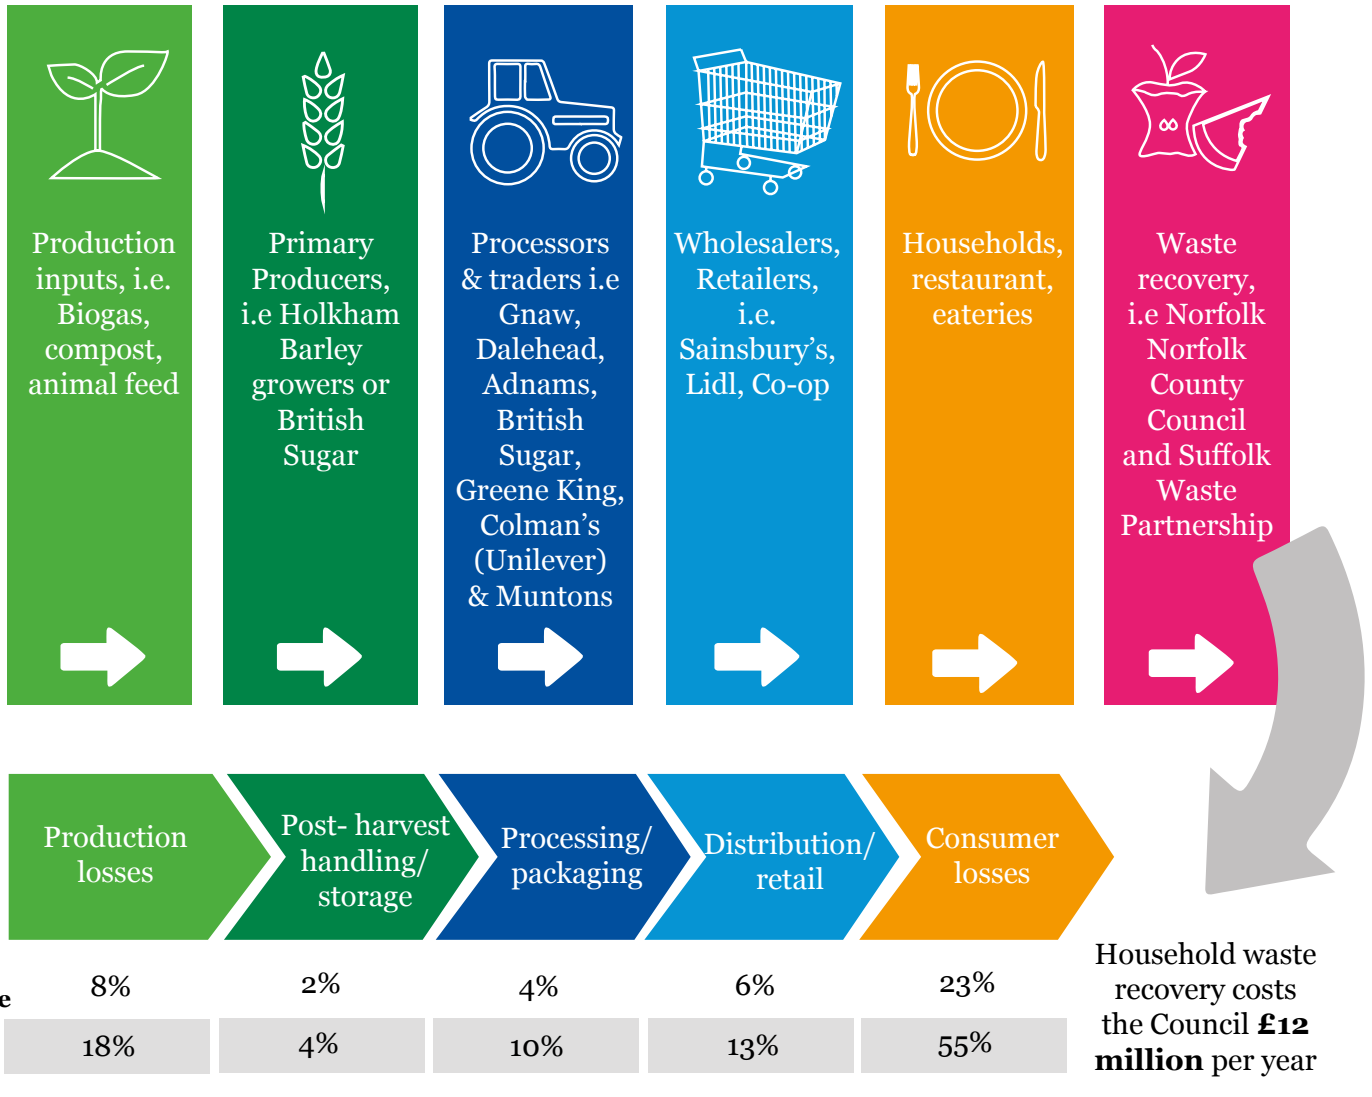 Production
inputs, i.e.
Biogas,
compost,
animal feed
Primary
Producers,
i.e Holkham
Barley
growers or
British
Sugar
Processors
& traders i.e
Gnaw,
Dalehead,
Adnams,
British
Sugar,
Greene King,
Colman’s
(Unilever)
& Muntons
Wholesalers,
Retailers,
i.e.
Sainsbury’s,
Lidl, Co-op
Households,
restaurant,
eateries
Waste
recovery,
i.e Norfolk
Norfolk
County
Council
and Suffolk
Waste
Partnership
Production
losses
Post- harvest
handling/
storage
Processing/
packaging
Distribution/
retail
Consumer
losses
8% 2% 4% 6% 23%
18% 4% 10% 13% 55%
Household waste
recovery costs
the Council £12
million per year